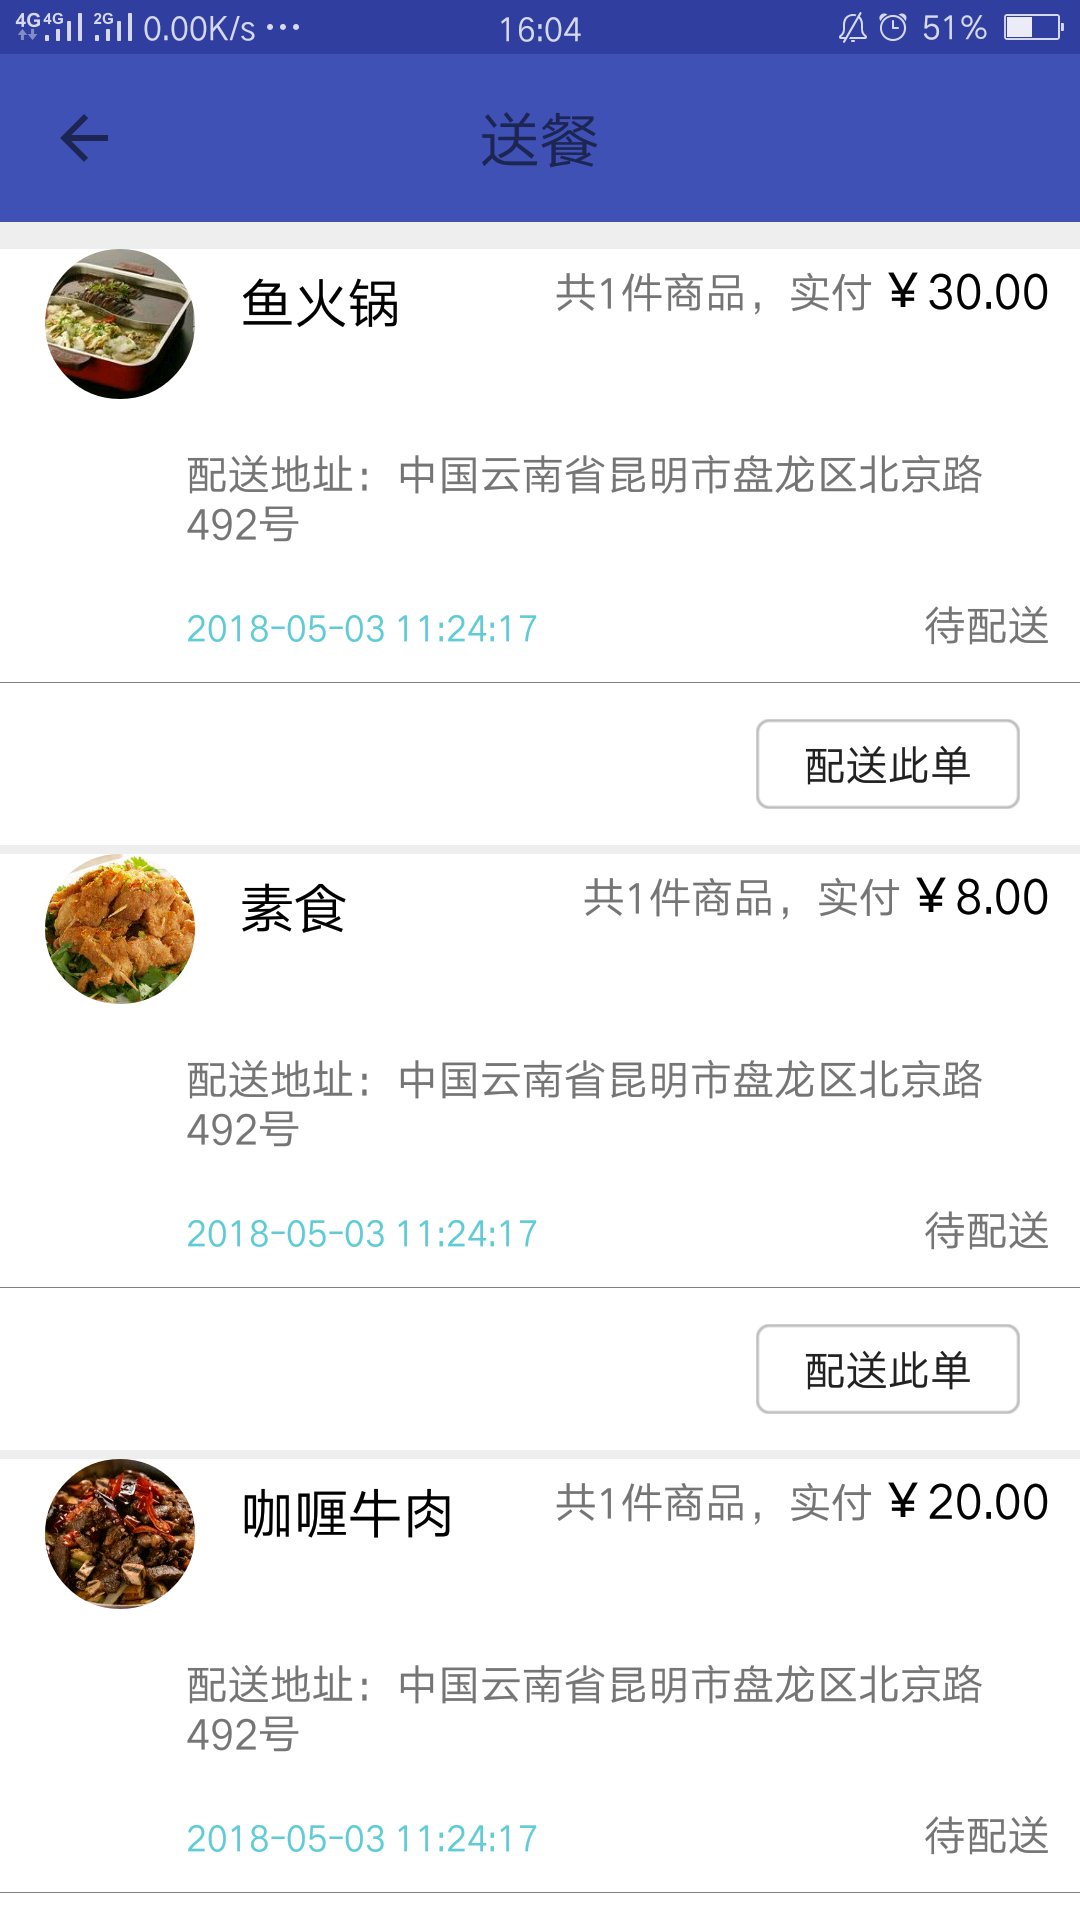 4G 4G 2G 0.00K/s ··· 16:04 51%
送餐
鱼火锅 共1件商品，实付 ¥30.00
配送地址：中国云南省昆明市盘龙区北京路
492号
2018-05-03 11:24:17 待配送
配送此单
素食 共1件商品，实付 ¥8.00
配送地址：中国云南省昆明市盘龙区北京路
492号
2018-05-03 11:24:17 待配送
配送此单
咖喱牛肉 共1件商品，实付 ¥20.00
配送地址：中国云南省昆明市盘龙区北京路
492号
2018-05-03 11:24:17 待配送